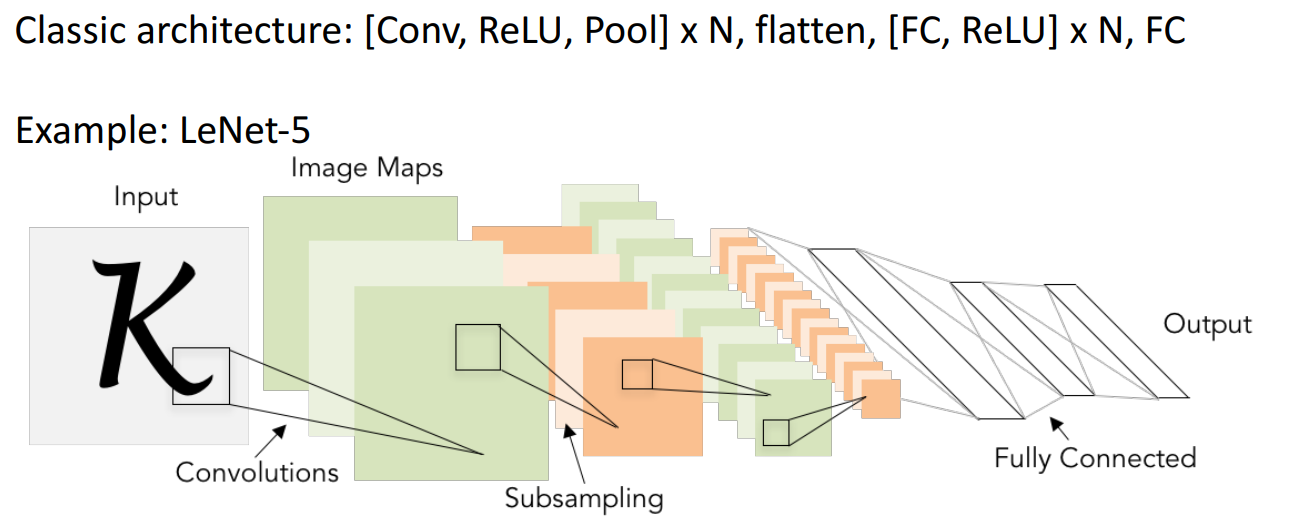 Classic architecture: [Conv, ReLU, Pool] x N, flatten, [FC, ReLU] x N, FC
Example: LeNet-5
Image Maps
Input
K
Output
Fully Connected
Convolutions
Subsampling